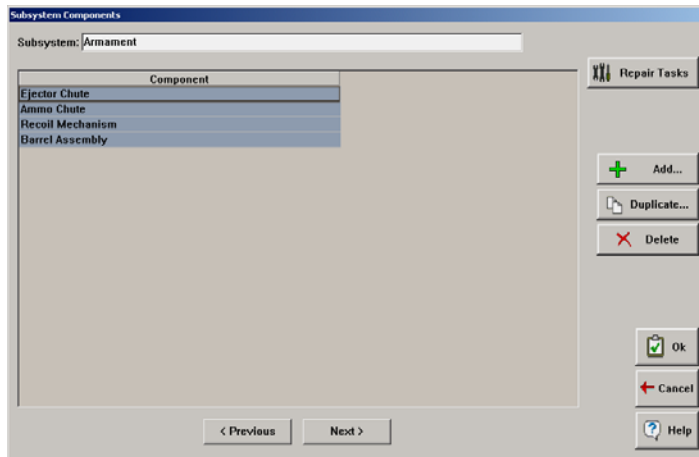 Subsystem Components
Subsystem: Armament
Component
Ejector Chute
Ammo Chute
Recoil Mechanism
Barrel Assembly
Repair Tasks
Add...
Duplicate...
Delete
Ok
Cancel
Help
< Previous
Next >